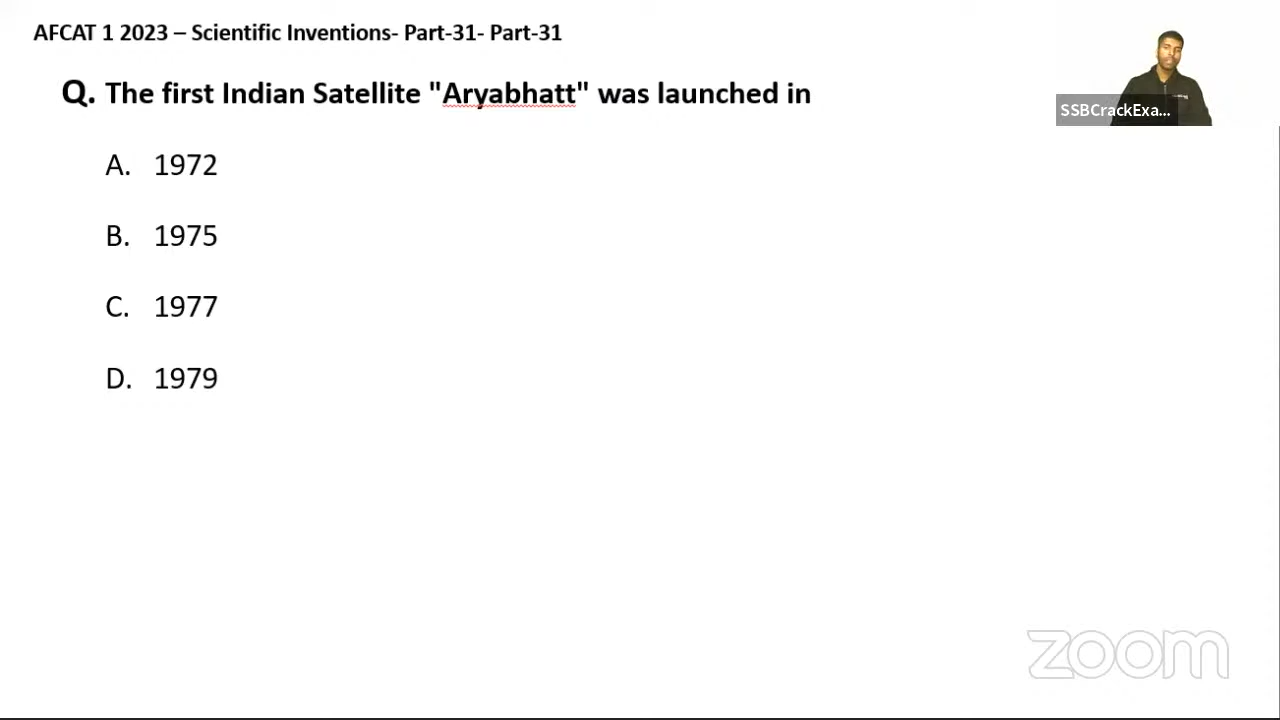 AFCAT 1 2023 – Scientific Inventions- Part-31- Part-31
Q. The first Indian Satellite "Aryabhatt" was launched in
SSBCrackExa...
A. 1972
B. 1975
C. 1977
D. 1979
zoom